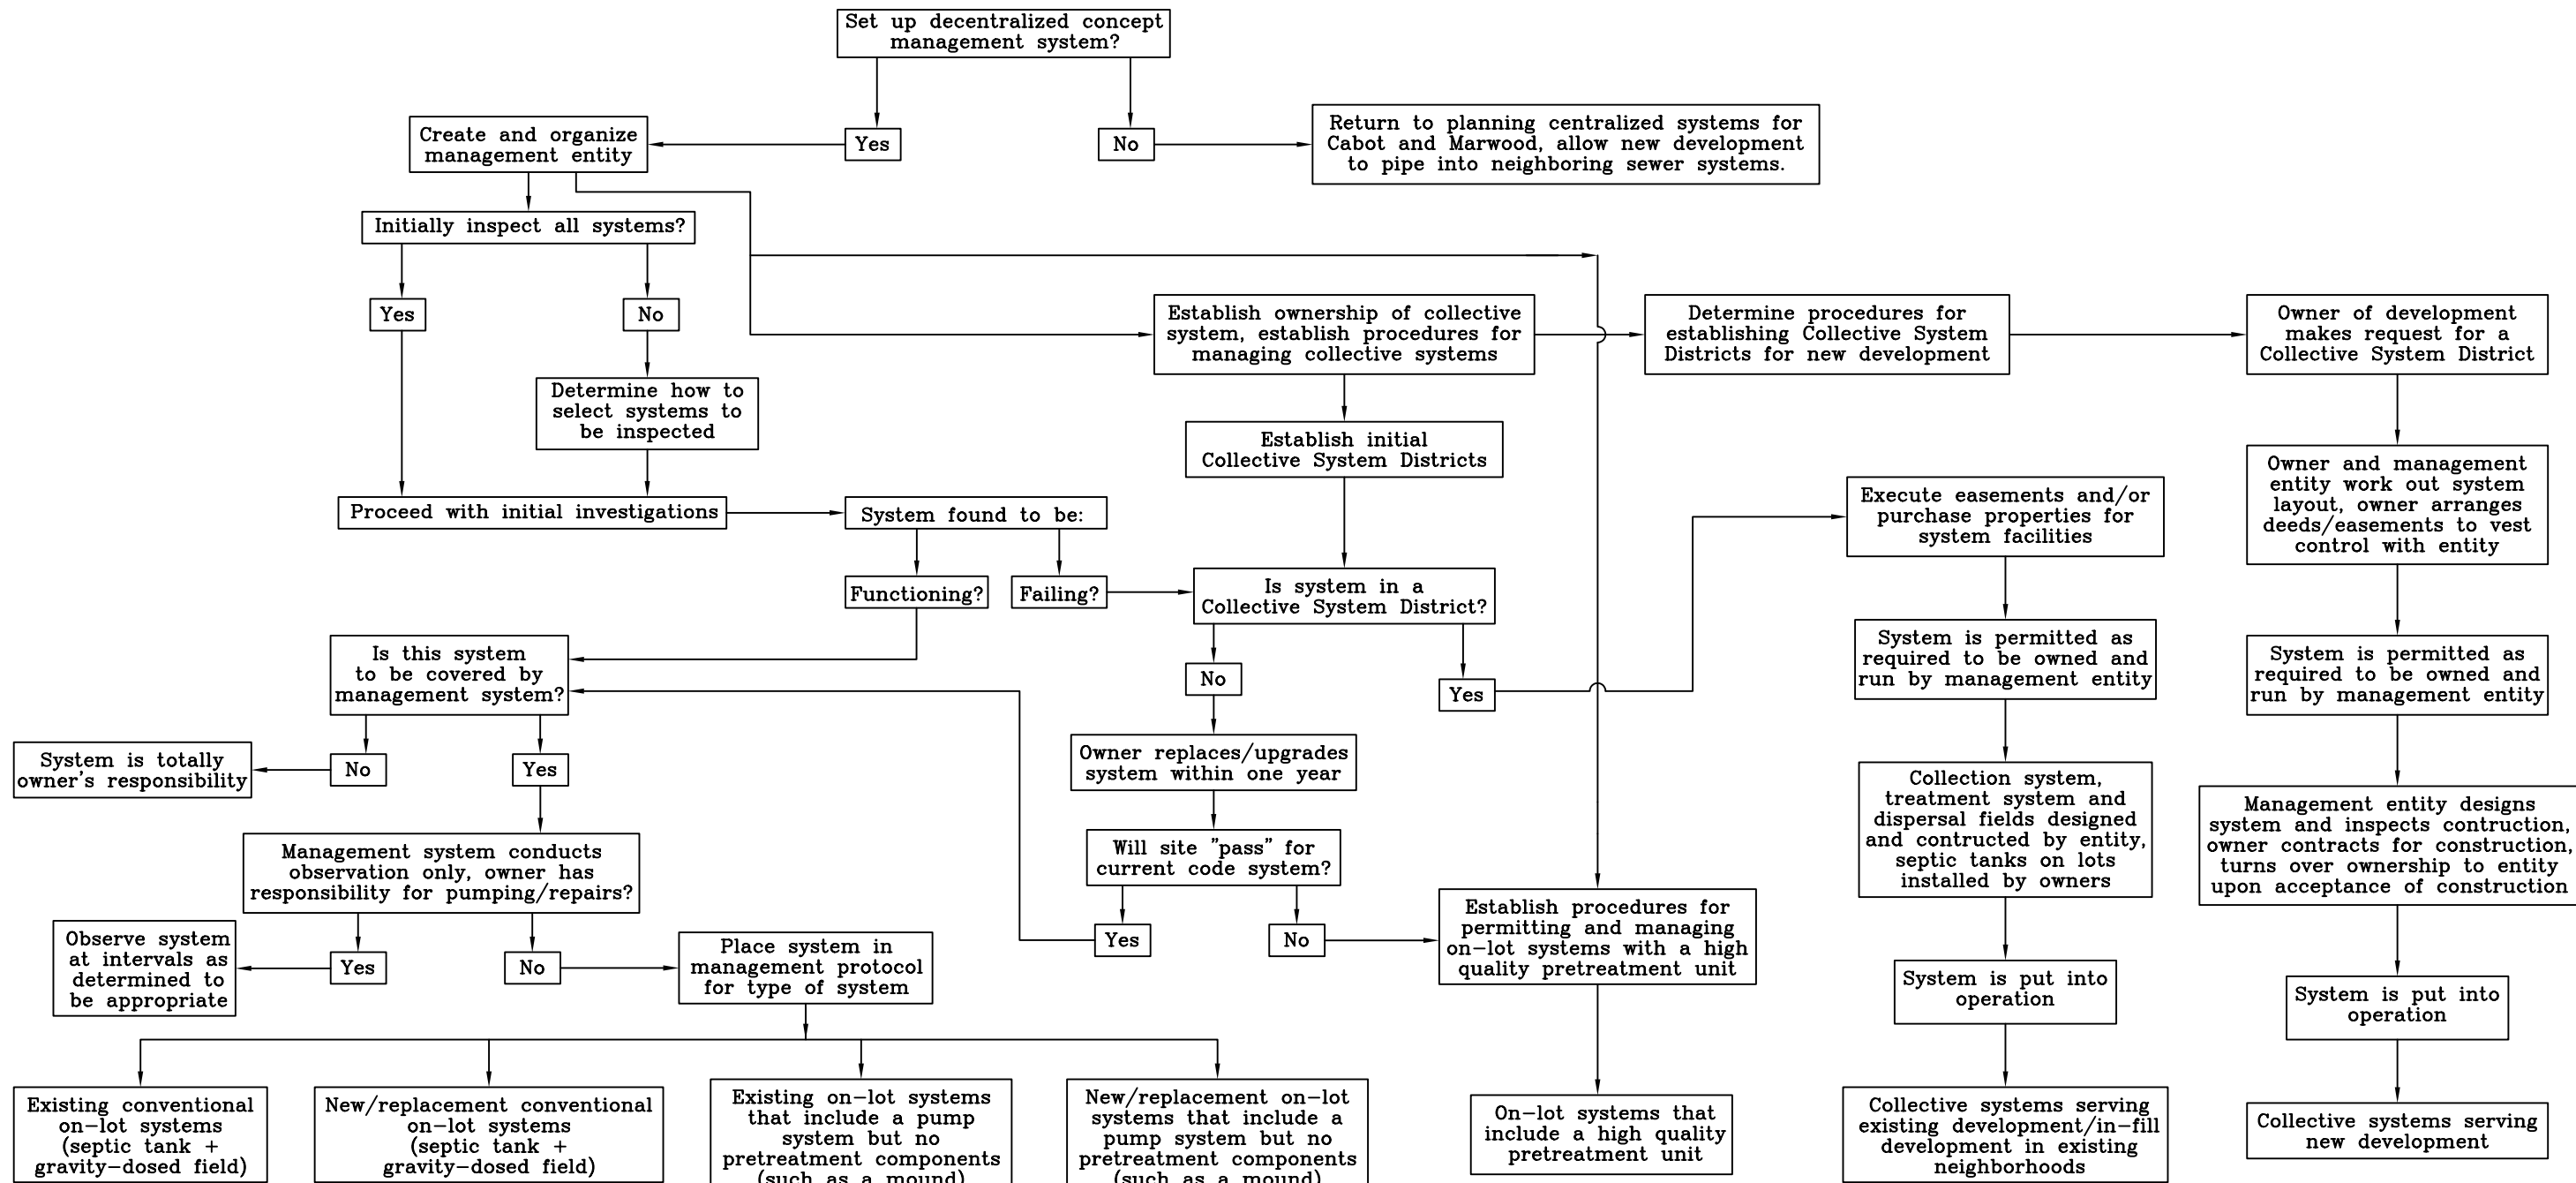 Set up decentralized concept
management system?
Yes
No
Create and organize
management entity
Return to planning centralized systems for
Cabot and Marwood, allow new development
to pipe into neighboring sewer systems.
Initially inspect all systems?
Yes
No
Determine how to
select systems to
be inspected
Establish ownership of collective
system, establish procedures for
managing collective systems
Determine procedures for
establishing Collective System
Districts for new development
Owner of development
makes request for a
Collective System District
Establish initial
Collective System Districts
Owner and management
entity work out system
layout, owner arranges
deeds/easements to vest
control with entity
Proceed with initial investigations
System found to be:
Execute easements and/or
purchase properties for
system facilities
Functioning?
Failing?
Is system in a
Collective System District?
Is this system
to be covered by
management system?
No
Yes
System is permitted as
required to be owned and
run by management entity
System is permitted as
required to be owned and
run by management entity
System is totally
owner's responsibility
No
Yes
Owner replaces/upgrades
system within one year
Collection system,
treatment system and
dispersal fields designed
and contructed by entity,
septic tanks on lots
installed by owners
Management entity designs
system and inspects contruction,
owner contracts for construction,
turns over ownership to entity
upon acceptance of construction
Management system conducts
observation only, owner has
responsibility for pumping/repairs?
Will site "pass" for
current code system?
Observe system
at intervals as
determined to
be appropriate
Yes
No
Place system in
management protocol
for type of system
Yes
No
Establish procedures for
permitting and managing
on-lot systems with a high
quality pretreatment unit
System is put into
operation
System is put into
operation
Existing conventional
on-lot systems
(septic tank +
gravity-dosed field)
New/replacement conventional
on-lot systems
(septic tank +
gravity-dosed field)
Existing on-lot systems
that include a pump
system but no
pretreatment components
(such as a mound)
New/replacement on-lot
systems that include a
pump system but no
pretreatment components
(such as a mound)
On-lot systems that
include a high quality
pretreatment unit
Collective systems serving
existing development/in-fill
development in existing
neighborhoods
Collective systems serving
new development